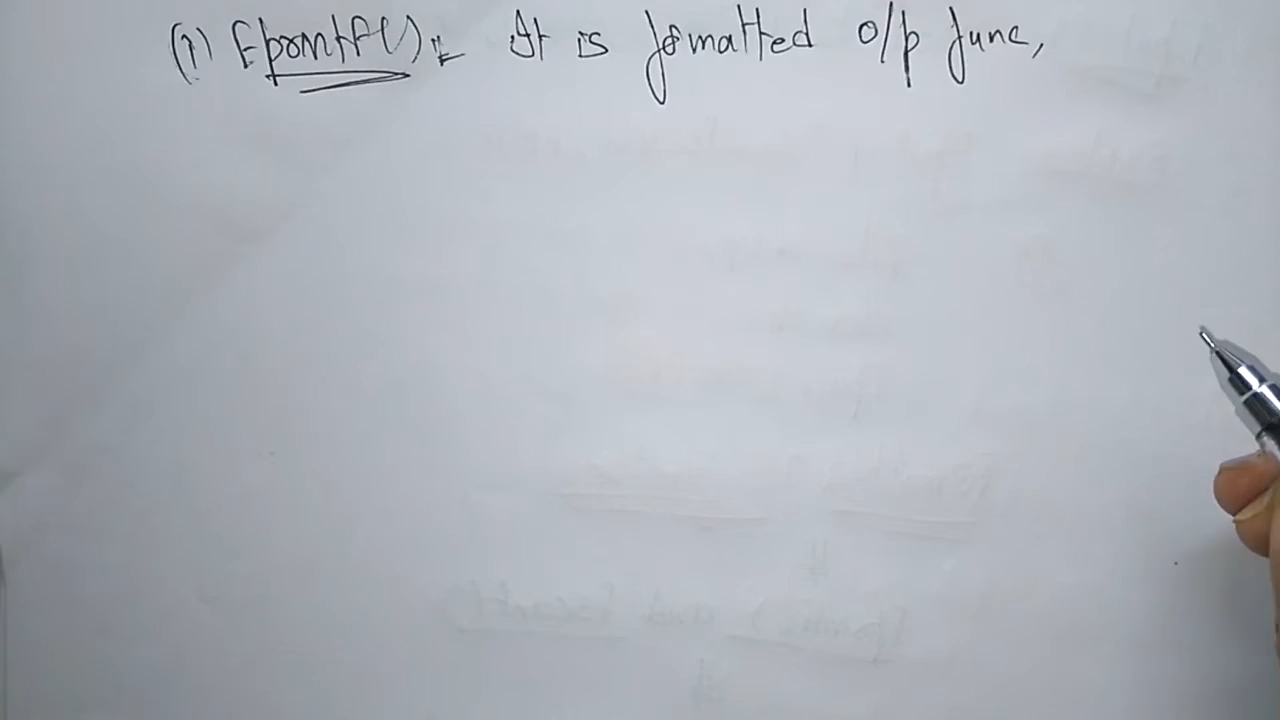 (1) fprintf() :- It is formatted o/p func,